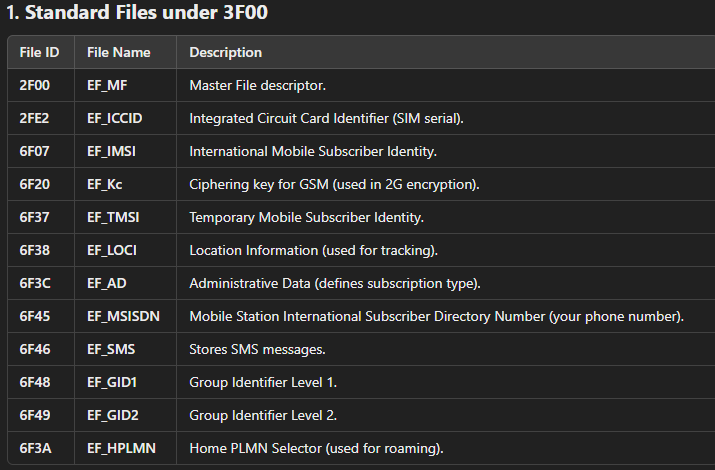 1. Standard Files under 3F00
File ID File Name Description
2F00 EF_MF Master File descriptor.
2FE2 EF_ICCID Integrated Circuit Card Identifier (SIM serial).
6F07 EF_IMSI International Mobile Subscriber Identity.
6F20 EF_Kc Ciphering key for GSM (used in 2G encryption).
6F37 EF_TMSI Temporary Mobile Subscriber Identity.
6F38 EF_LOCI Location Information (used for tracking).
6F3C EF_AD Administrative Data (defines subscription type).
6F45 EF_MSISDN Mobile Station International Subscriber Directory Number (your phone number).
6F46 EF_SMS Stores SMS messages.
6F48 EF_GID1 Group Identifier Level 1.
6F49 EF_GID2 Group Identifier Level 2.
6F3A EF_HPLMN Home PLMN Selector (used for roaming).